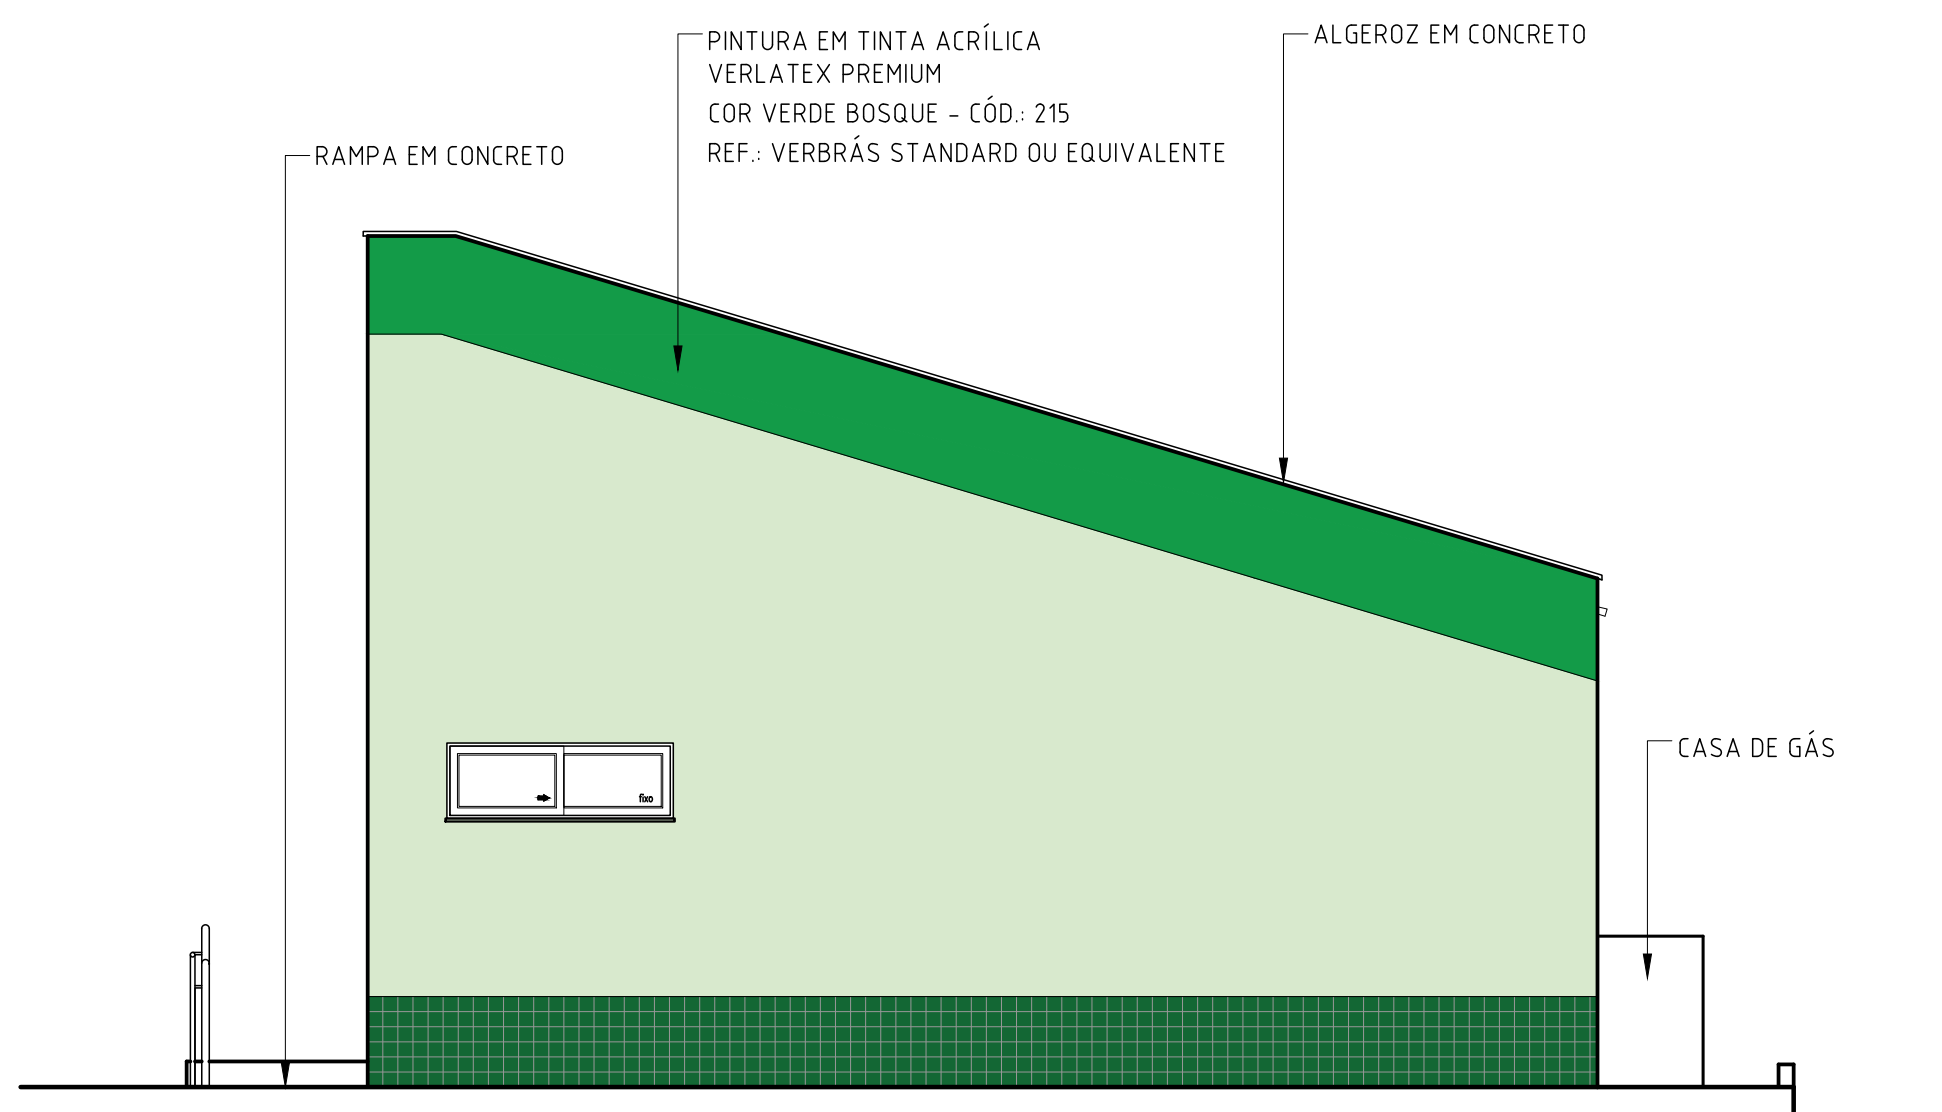 PINTURA EM TINTA ACRÍLICA
VERLATEX PREMIUM
COR VERDE BOSQUE - CÓD.: 215
REF.: VERBRÁS STANDARD OU EQUIVALENTE
ALGEROZ EM CONCRETO
RAMPA EM CONCRETO
CASA DE GÁS
fixo